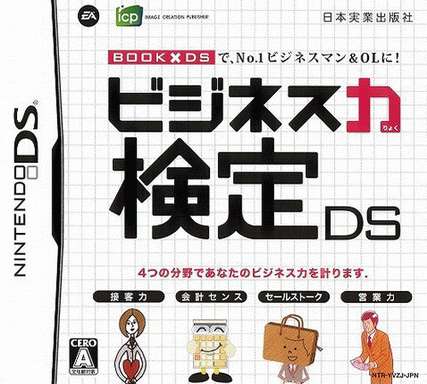 EA
icp IMAGE CREATION PUBLISHER
日本実業出版社
BOOK×DSで、No.1ビジネスマン&OLに!
ビジネス力
りょく
検定DS
4つの分野であなたのビジネス力を計ります.
接客力
会計センス
セールストーク
営業力
NINTENDO DS
CERO
A
NTR-YVZJ-JPN